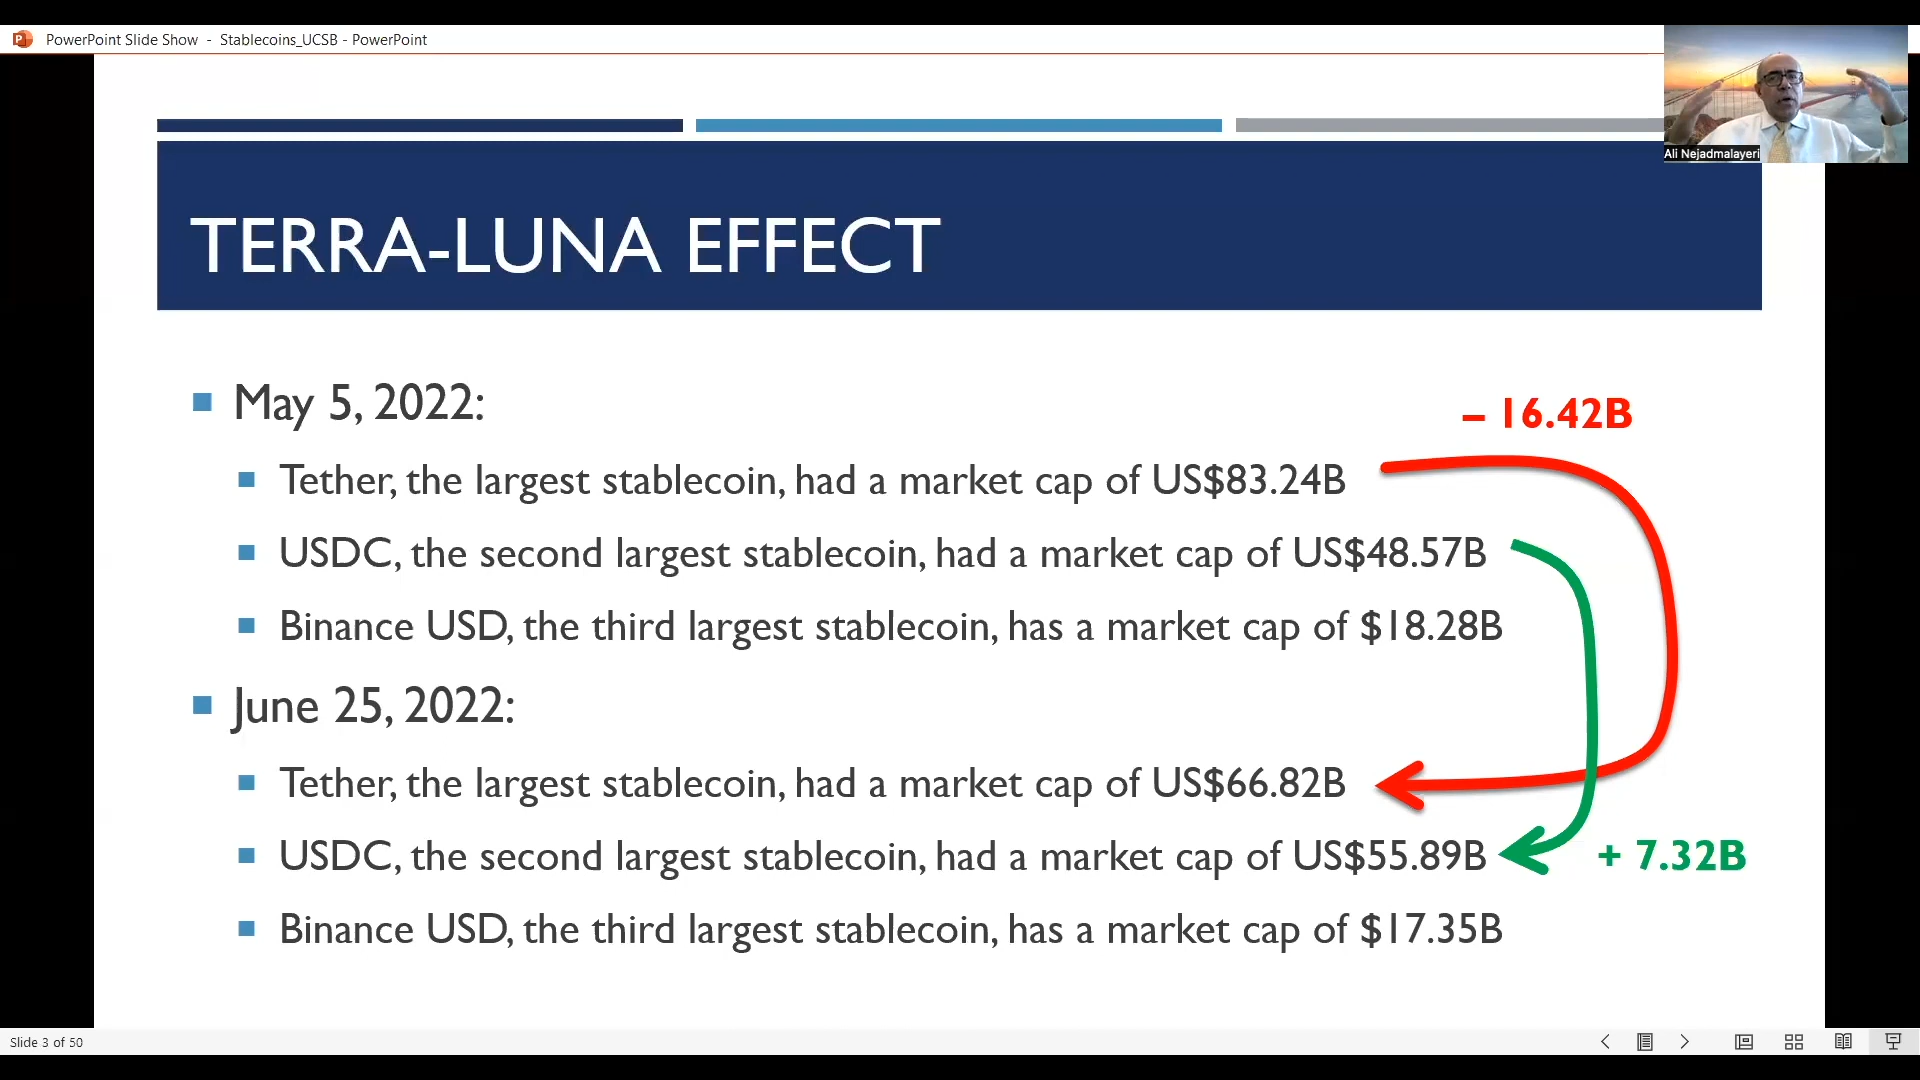 PowerPoint Slide Show - Stablecoins_UCSB - PowerPoint
Ali Nejadmalayeri
TERRA-LUNA EFFECT
May 5, 2022:
– 16.42B
Tether, the largest stablecoin, had a market cap of US$83.24B
USDC, the second largest stablecoin, had a market cap of US$48.57B
Binance USD, the third largest stablecoin, has a market cap of $18.28B
June 25, 2022:
Tether, the largest stablecoin, had a market cap of US$66.82B
USDC, the second largest stablecoin, had a market cap of US$55.89B
+ 7.32B
Binance USD, the third largest stablecoin, has a market cap of $17.35B
Slide 3 of 50